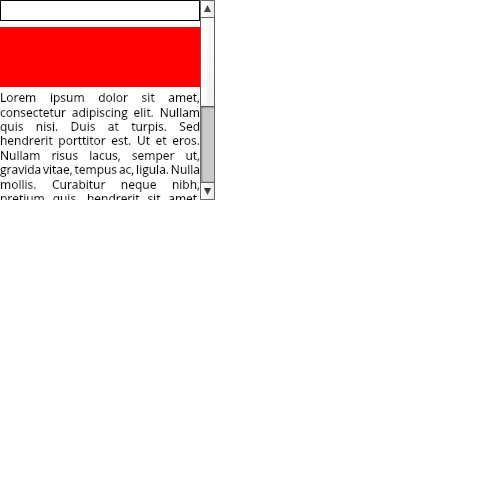 Lorem ipsum dolor sit amet,
consectetur adipiscing elit. Nullam
quis nisi. Duis at turpis. Sed
hendrerit porttitor est. Ut et eros.
Nullam risus lacus, semper ut,
gravida vitae, tempus ac, ligula. Nulla
mollis. Curabitur neque nibh,
pretium quis, hendrerit sit amet,